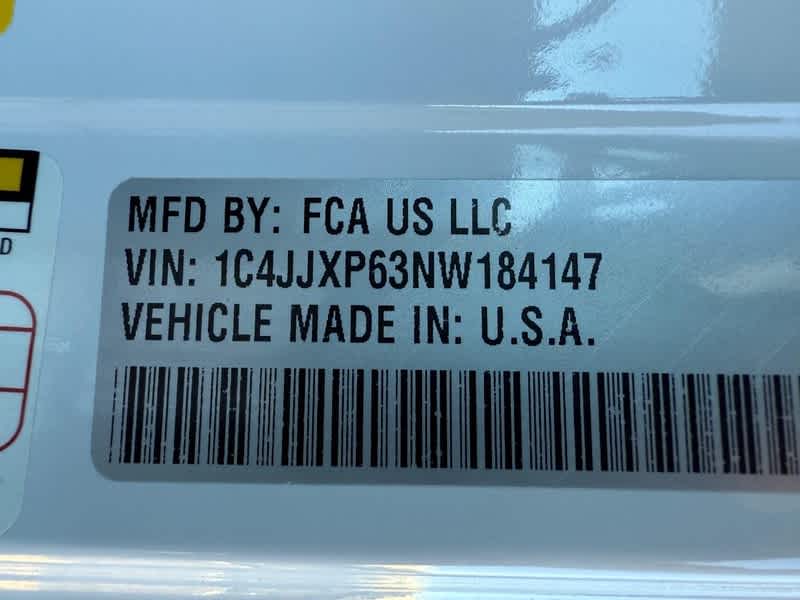 MFD BY: FCA US LLC
VIN: 1C4JJXP63NW184147
VEHICLE MADE IN: U.S.A.
D